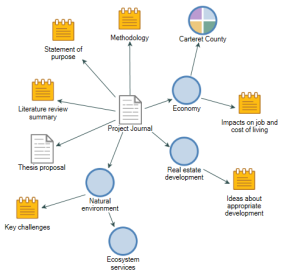 Methodology
Carteret County
Statement of
purpose
Literature review
summary
Economy
Project Journal
Impacts on job and
cost of living
Thesis proposal
Real estate
development
Natural
environment
Ideas about
appropriate
development
Key challenges
Ecosystem
services